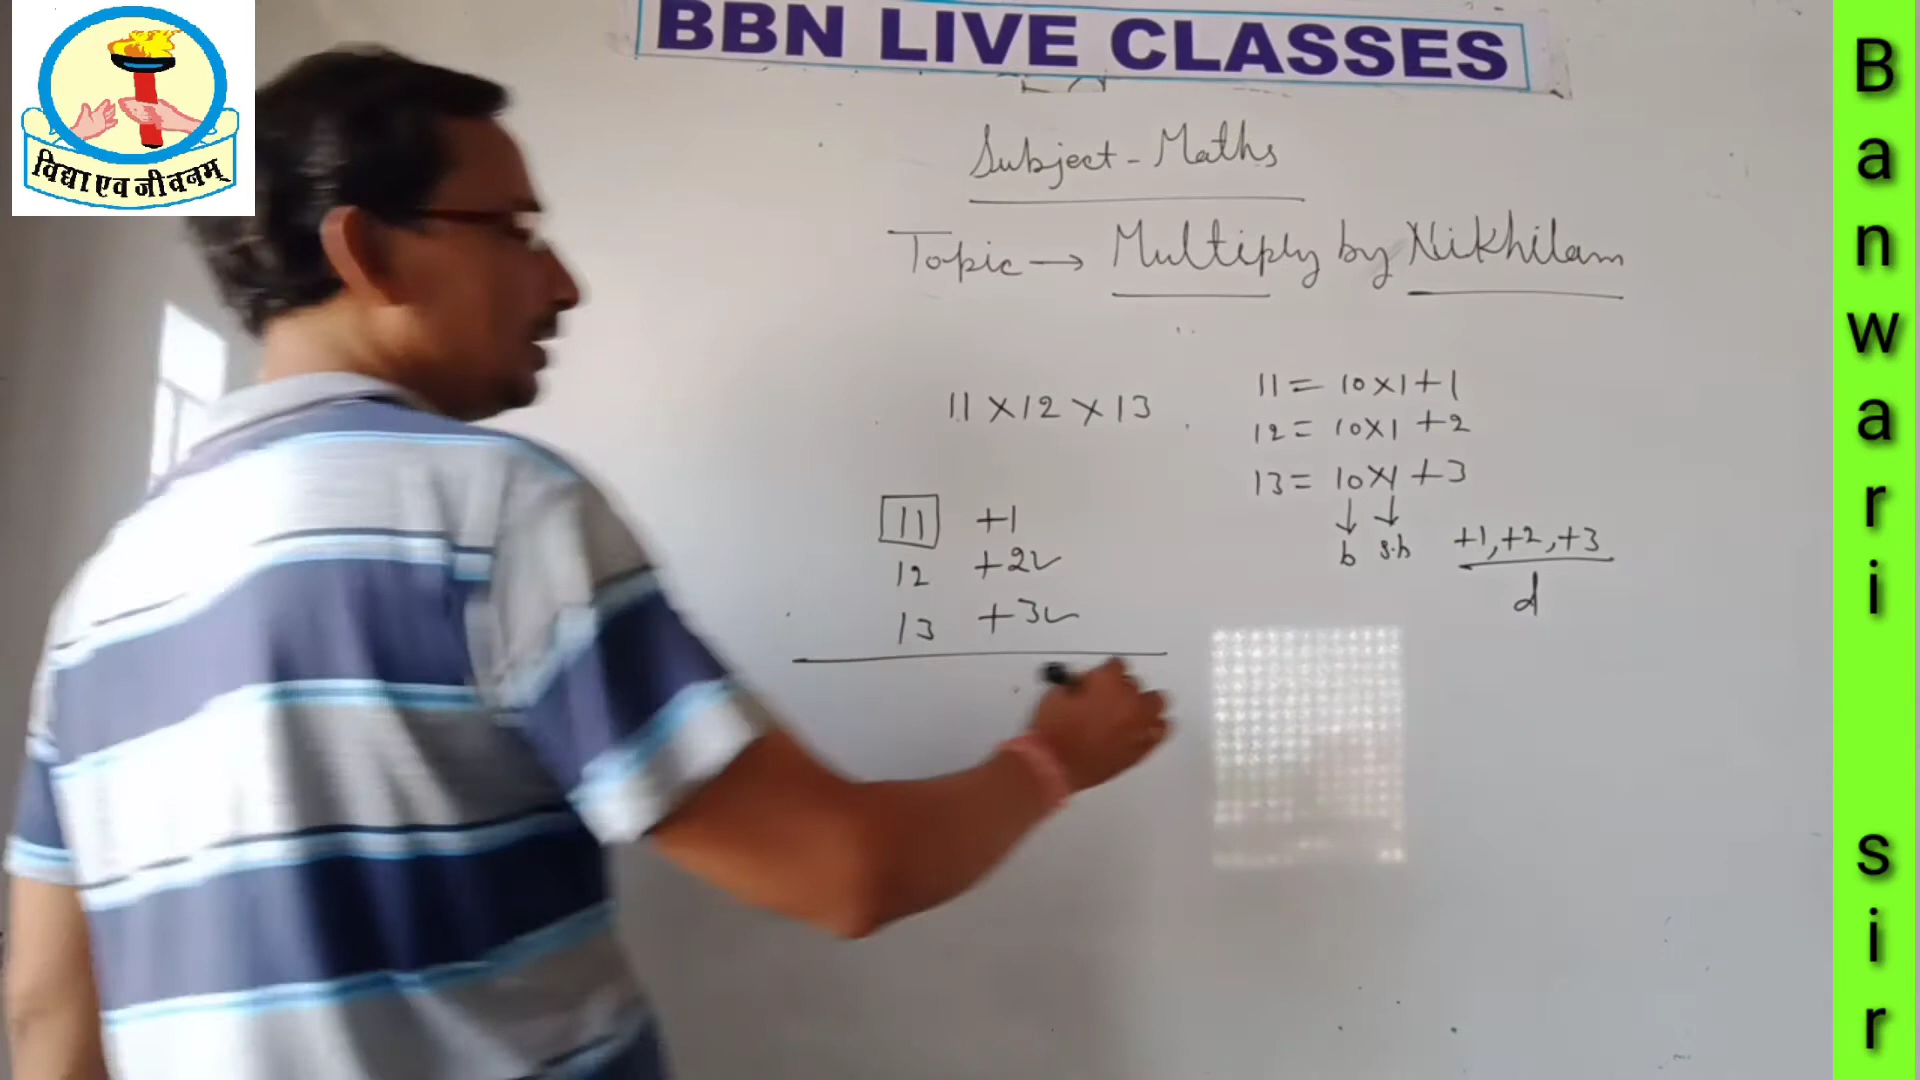 विद्या एव जीवनम्
BBN LIVE CLASSES
Subject - Maths
Topic → Multiply by Nikhilam
11 × 12 × 13
11 = 10×1+1
12 = 10×1 +2
13 = 10×1 +3
↓ ↓
b s.b
+1, +2, +3
d
11 +1
12 +2✓
13 +3✓
Banwari sir